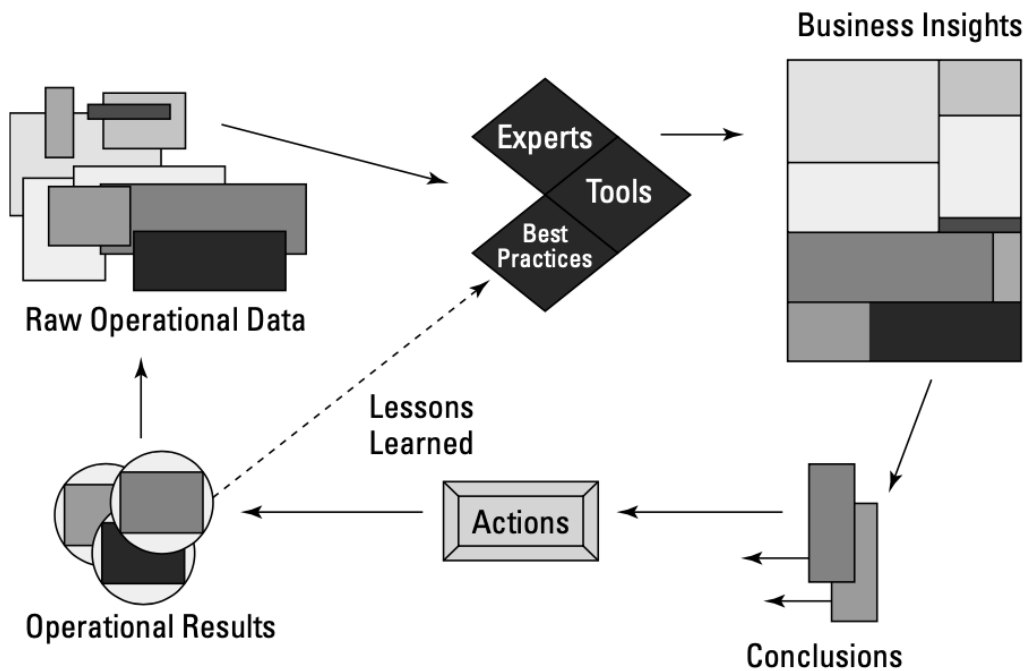 Business Insights
Experts
Tools
Best
Practices
Raw Operational Data
Lessons
Learned
Actions
Operational Results
Conclusions